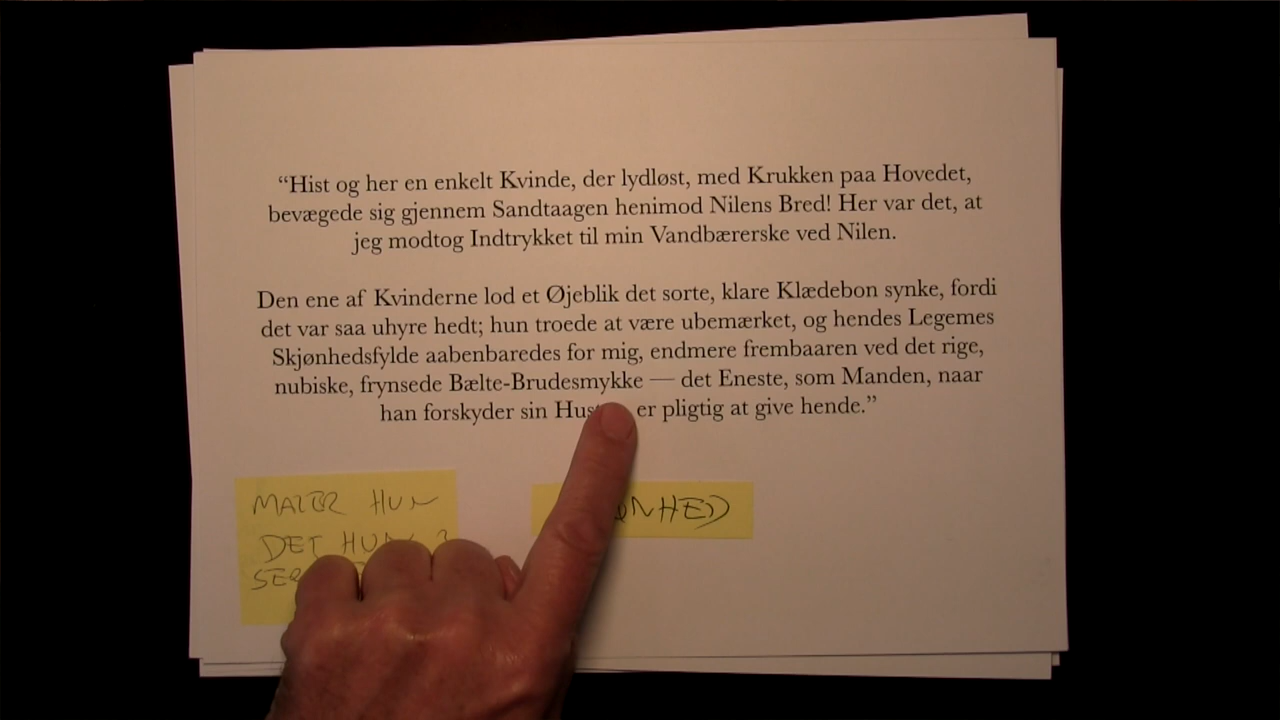 “Hist og her en enkelt Kvinde, der lydløst, med Krukken paa Hovedet,
bevægede sig gjennem Sandtaagen henimod Nilens Bred! Her var det, at
jeg modtog Indtrykket til min Vandbærerske ved Nilen.
Den ene af Kvinderne lod et Øjeblik det sorte, klare Klædebon synke, fordi
det var saa uhyre hedt; hun troede at være ubemærket, og hendes Legemes
Skjønhedsfylde aabenbaredes for mig, endmere frembaaren ved det rige,
nubiske, frynsede Bælte-Brudesmykke — det Eneste, som Manden, naar
han forskyder sin er pligtig at give hende.”
MALER HUN
DET HUN